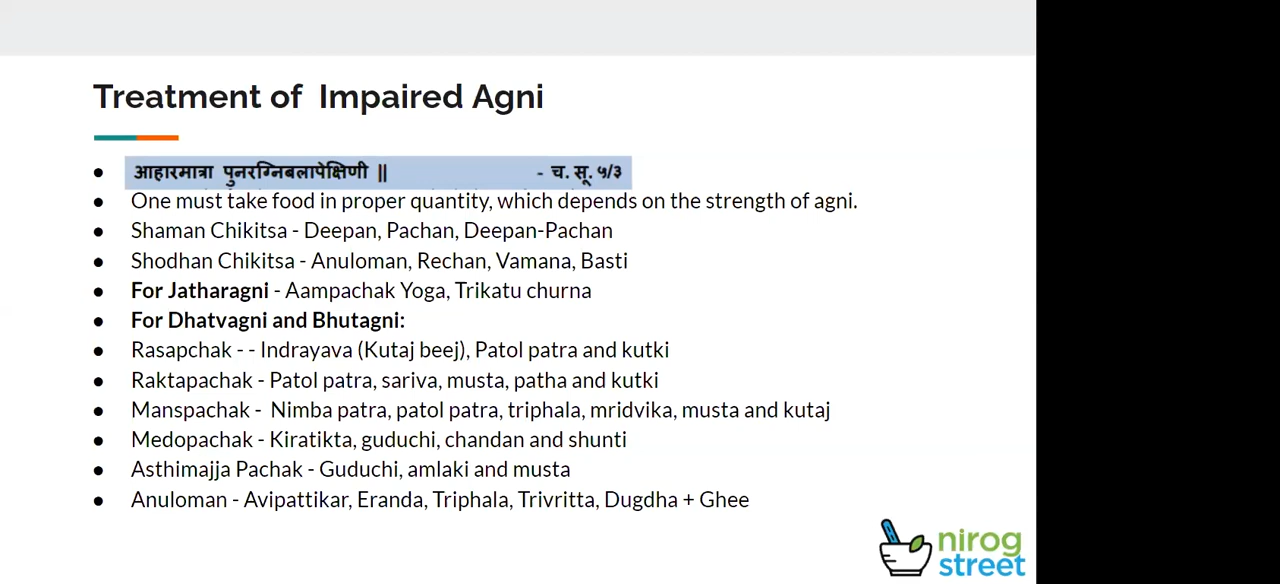 Treatment of Impaired Agni
● आहारमात्रा पुनरग्निबलापेक्षिणी || - च. सू. ५/३
● One must take food in proper quantity, which depends on the strength of agni.
● Shaman Chikitsa - Deepan, Pachan, Deepan-Pachan
● Shodhan Chikitsa - Anuloman, Rechan, Vamana, Basti
● For Jatharagni - Aampachak Yoga, Trikatu churna
● For Dhatvagni and Bhutagni:
● Rasapchak - - Indrayava (Kutaj beej), Patol patra and kutki
● Raktapachak - Patol patra, sariva, musta, patha and kutki
● Manspachak - Nimba patra, patol patra, triphala, mridvika, musta and kutaj
● Medopachak - Kiratikta, guduchi, chandan and shunti
● Asthimajja Pachak - Guduchi, amlaki and musta
● Anuloman - Avipattikar, Eranda, Triphala, Trivritta, Dugdha + Ghee
nirog
street